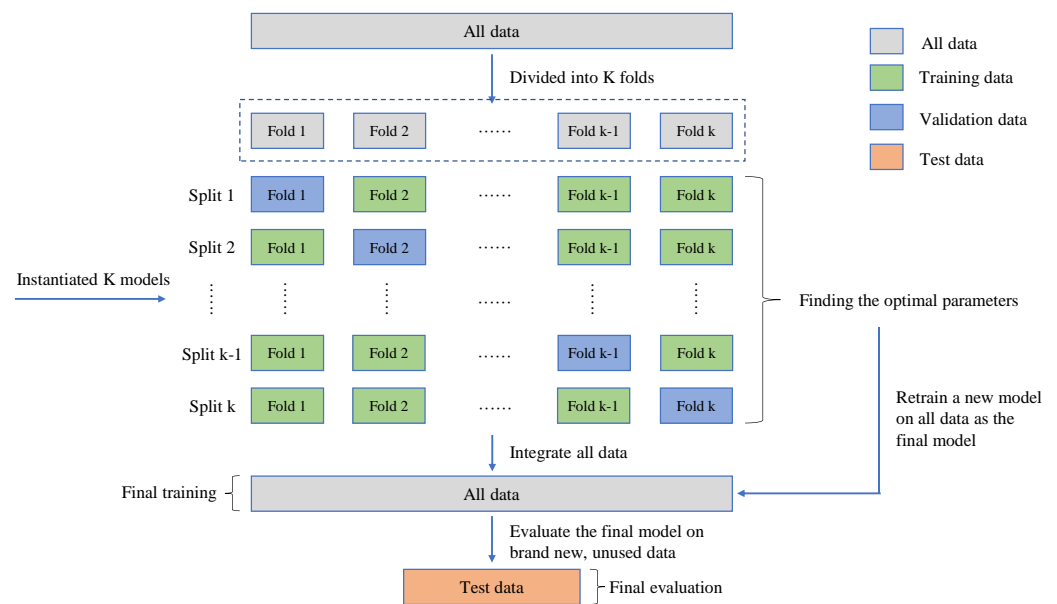 All data
Divided into K folds
All data
Training data
Validation data
Test data
Fold 1 Fold 2 ...... Fold k-1 Fold k
Split 1 Fold 1 Fold 2 ...... Fold k-1 Fold k
Split 2 Fold 1 Fold 2 ...... Fold k-1 Fold k
Instantiated K models
......
Finding the optimal parameters
Split k-1 Fold 1 Fold 2 ...... Fold k-1 Fold k
Split k Fold 1 Fold 2 ...... Fold k-1 Fold k
Retrain a new model
on all data as the
final model
Integrate all data
Final training
All data
Evaluate the final model on
brand new, unused data
Test data
Final evaluation